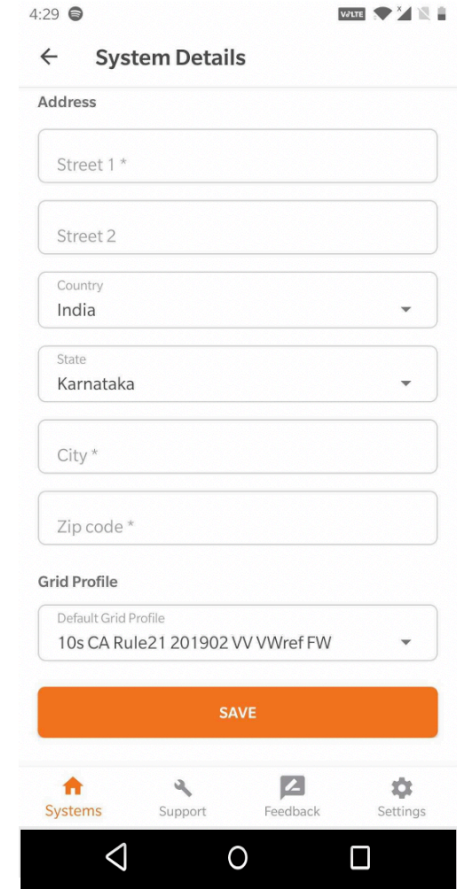 4:29
VoLTE
System Details
Address
Street 1 *
Street 2
Country
India
State
Karnataka
City *
Zip code *
Grid Profile
Default Grid Profile
10s CA Rule21 201902 VV VWref FW
SAVE
Systems
Support
Feedback
Settings